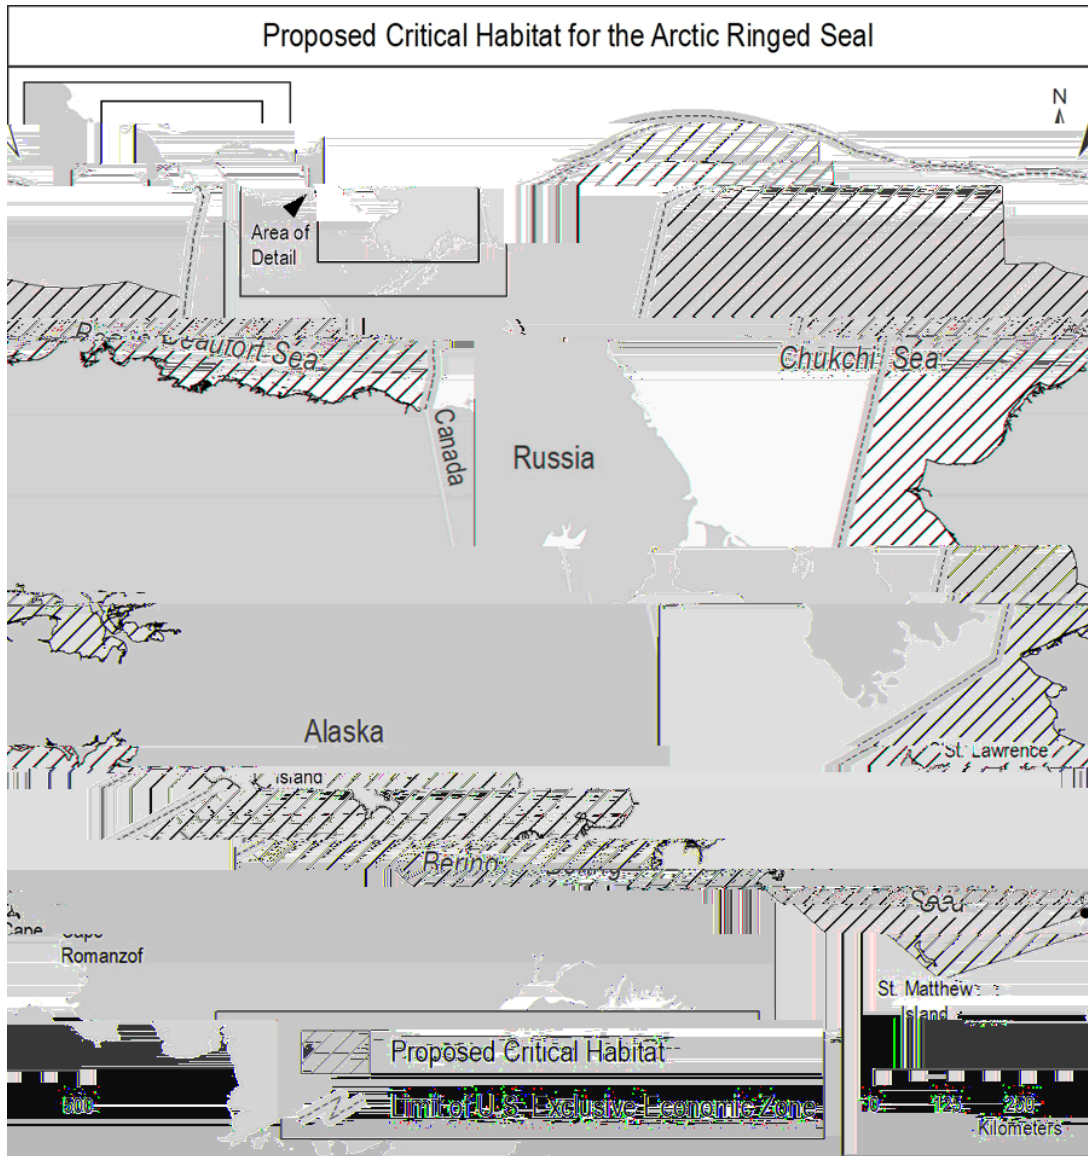 Proposed Critical Habitat for the Arctic Ringed Seal
N
Area of
Detail
Beaufort Sea
Chukchi Sea
Canada
Russia
Alaska
St. Lawrence
Island
Bering
Sea
Cape
Romanzof
St. Matthew
Island
Proposed Critical Habitat
Limit of U.S. Exclusive Economic Zone
0 125 250
500
Kilometers